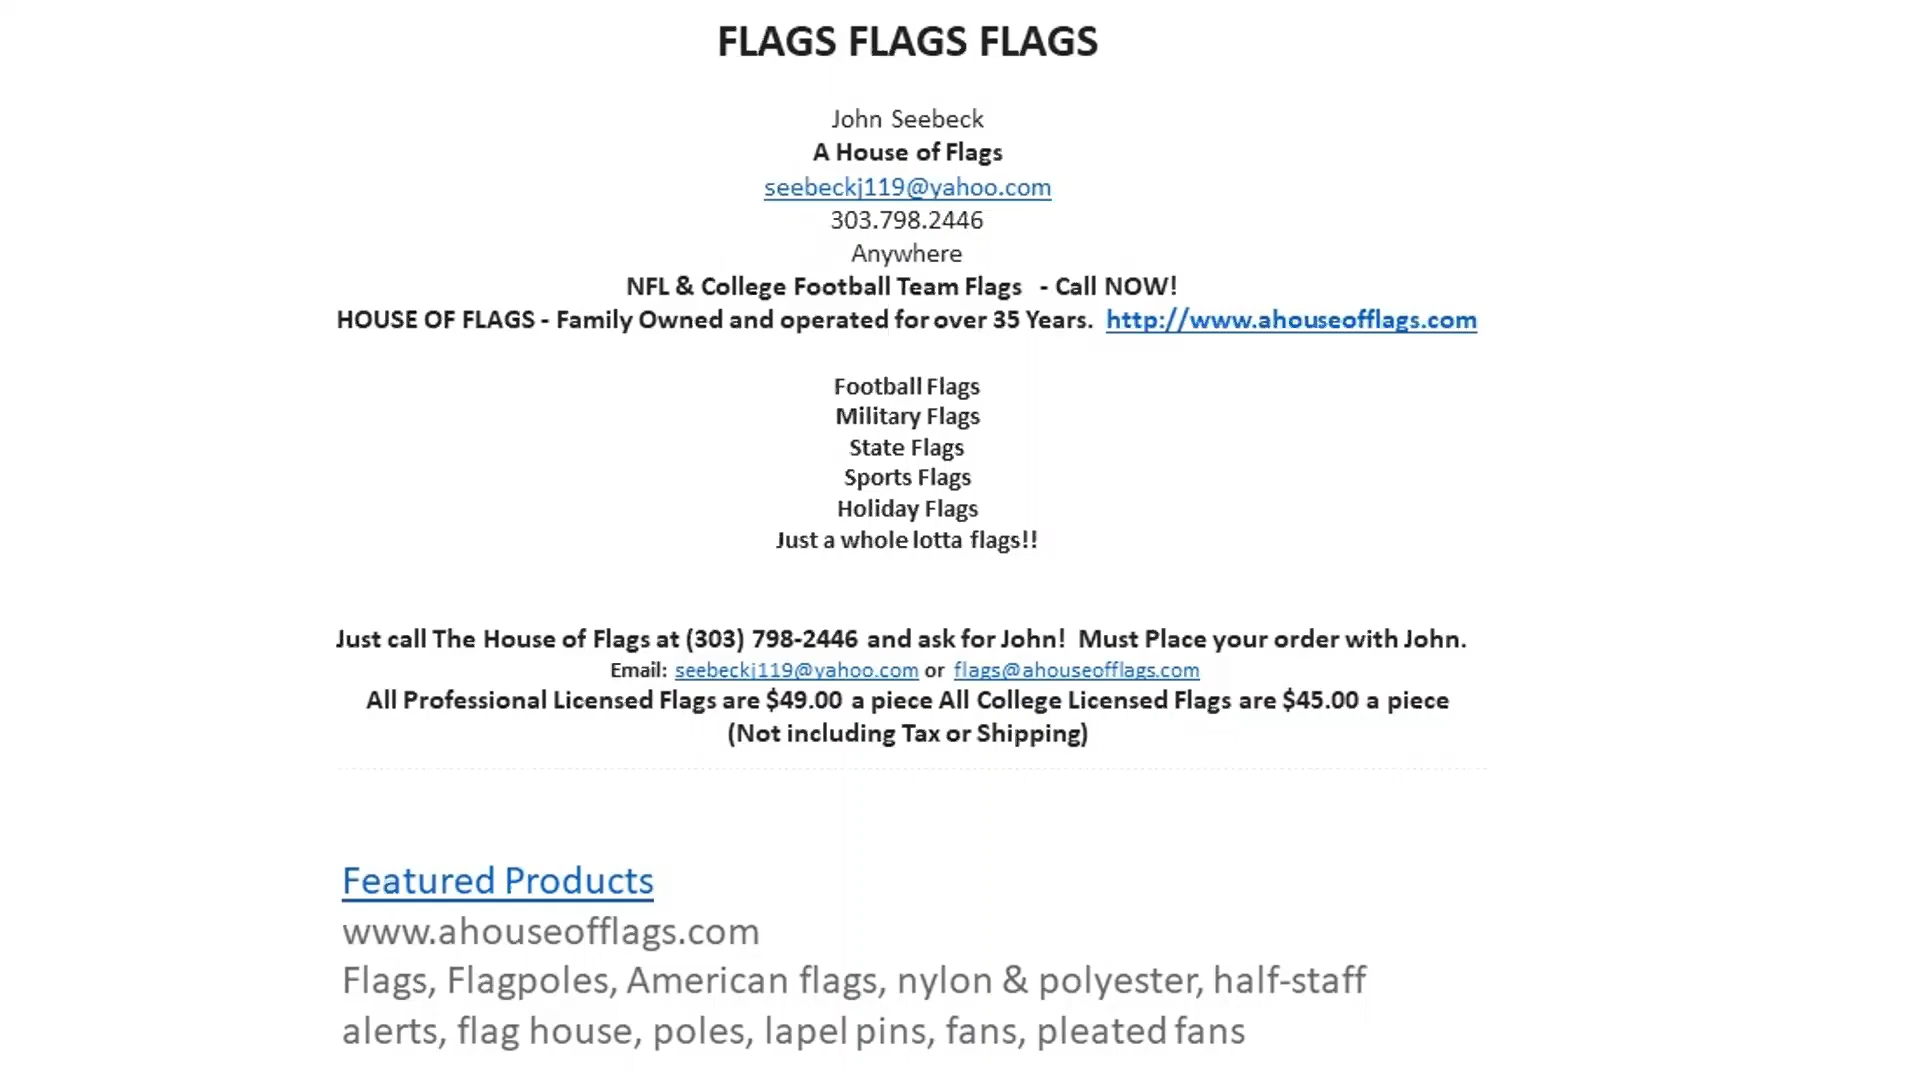 FLAGS FLAGS FLAGS
John Seebeck
A House of Flags
seebeckj119@yahoo.com
303.798.2446
Anywhere
NFL & College Football Team Flags - Call NOW!
HOUSE OF FLAGS - Family Owned and operated for over 35 Years. http://www.ahouseofflags.com
Football Flags
Military Flags
State Flags
Sports Flags
Holiday Flags
Just a whole lotta flags!!
Just call The House of Flags at (303) 798-2446 and ask for John! Must Place your order with John.
Email: seebeckj119@yahoo.com or flags@ahouseofflags.com
All Professional Licensed Flags are $49.00 a piece All College Licensed Flags are $45.00 a piece
(Not including Tax or Shipping)
Featured Products
www.ahouseofflags.com
Flags, Flagpoles, American flags, nylon & polyester, half-staff
alerts, flag house, poles, lapel pins, fans, pleated fans